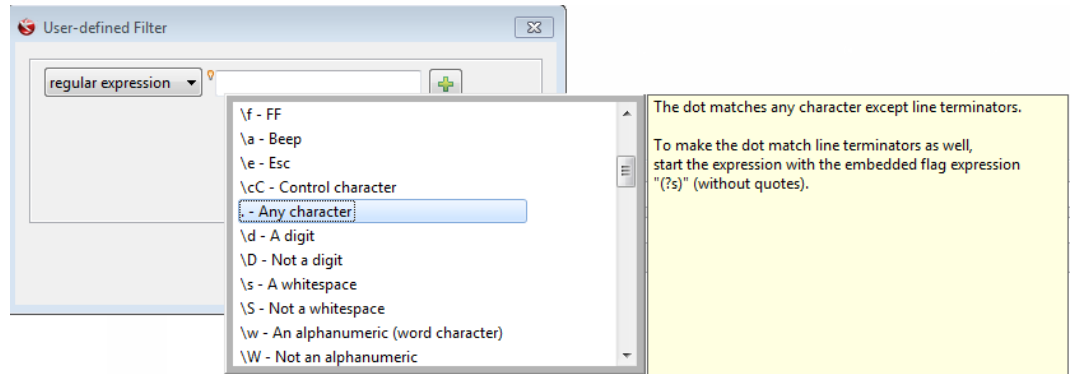 User-defined Filter
regular expression
\f - FF
\a - Beep
\e - Esc
\cC - Control character
. - Any character
\d - A digit
\D - Not a digit
\s - A whitespace
\S - Not a whitespace
\w - An alphanumeric (word character)
\W - Not an alphanumeric
The dot matches any character except line terminators.
To make the dot match line terminators as well,
start the expression with the embedded flag expression
"(?s)" (without quotes).